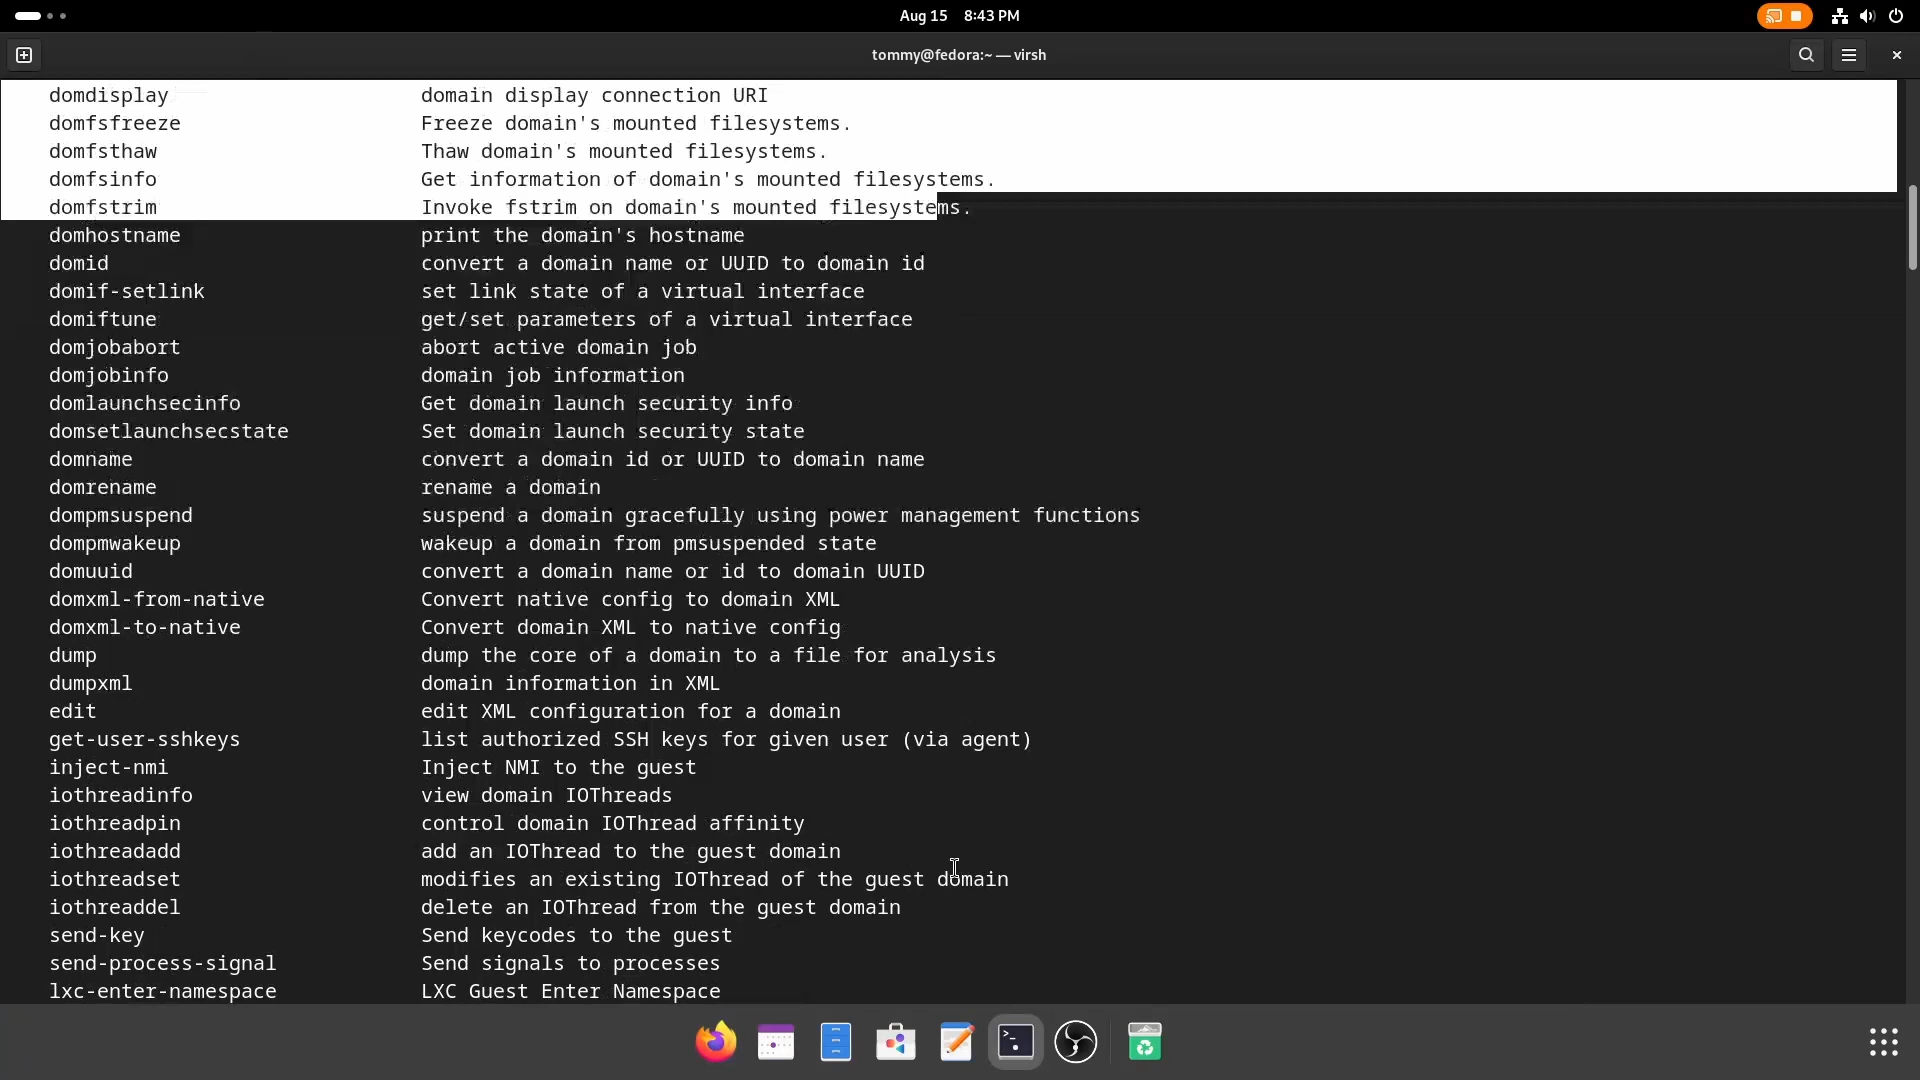 Aug 15 8:43 PM
tommy@fedora:~ — virsh
domdisplay domain display connection URI
domfsfreeze Freeze domain's mounted filesystems.
domfsthaw Thaw domain's mounted filesystems.
domfsinfo Get information of domain's mounted filesystems.
domfstrim Invoke fstrim on domain's mounted filesystems.
domhostname print the domain's hostname
domid convert a domain name or UUID to domain id
domif-setlink set link state of a virtual interface
domiftune get/set parameters of a virtual interface
domjobabort abort active domain job
domjobinfo domain job information
domlaunchsecinfo Get domain launch security info
domsetlaunchsecstate Set domain launch security state
domname convert a domain id or UUID to domain name
domrename rename a domain
dompmsuspend suspend a domain gracefully using power management functions
dompmwakeup wakeup a domain from pmsuspended state
domuuid convert a domain name or id to domain UUID
domxml-from-native Convert native config to domain XML
domxml-to-native Convert domain XML to native config
dump dump the core of a domain to a file for analysis
dumpxml domain information in XML
edit edit XML configuration for a domain
get-user-sshkeys list authorized SSH keys for given user (via agent)
inject-nmi Inject NMI to the guest
iothreadinfo view domain IOThreads
iothreadpin control domain IOThread affinity
iothreadadd add an IOThread to the guest domain
iothreadset modifies an existing IOThread of the guest domain
iothreaddel delete an IOThread from the guest domain
send-key Send keycodes to the guest
send-process-signal Send signals to processes
lxc-enter-namespace LXC Guest Enter Namespace